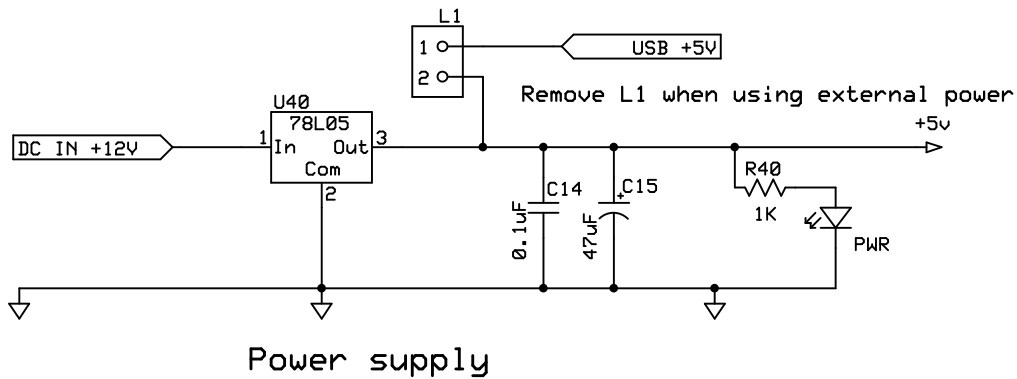 L1
1
USB +5V
2
Remove L1 when using external power
U40
78L05
+5v
DC IN +12V
1
In
Out
3
Com
2
R40
1K
C14
0.1uF
+
C15
47uF
PWR
Power supply